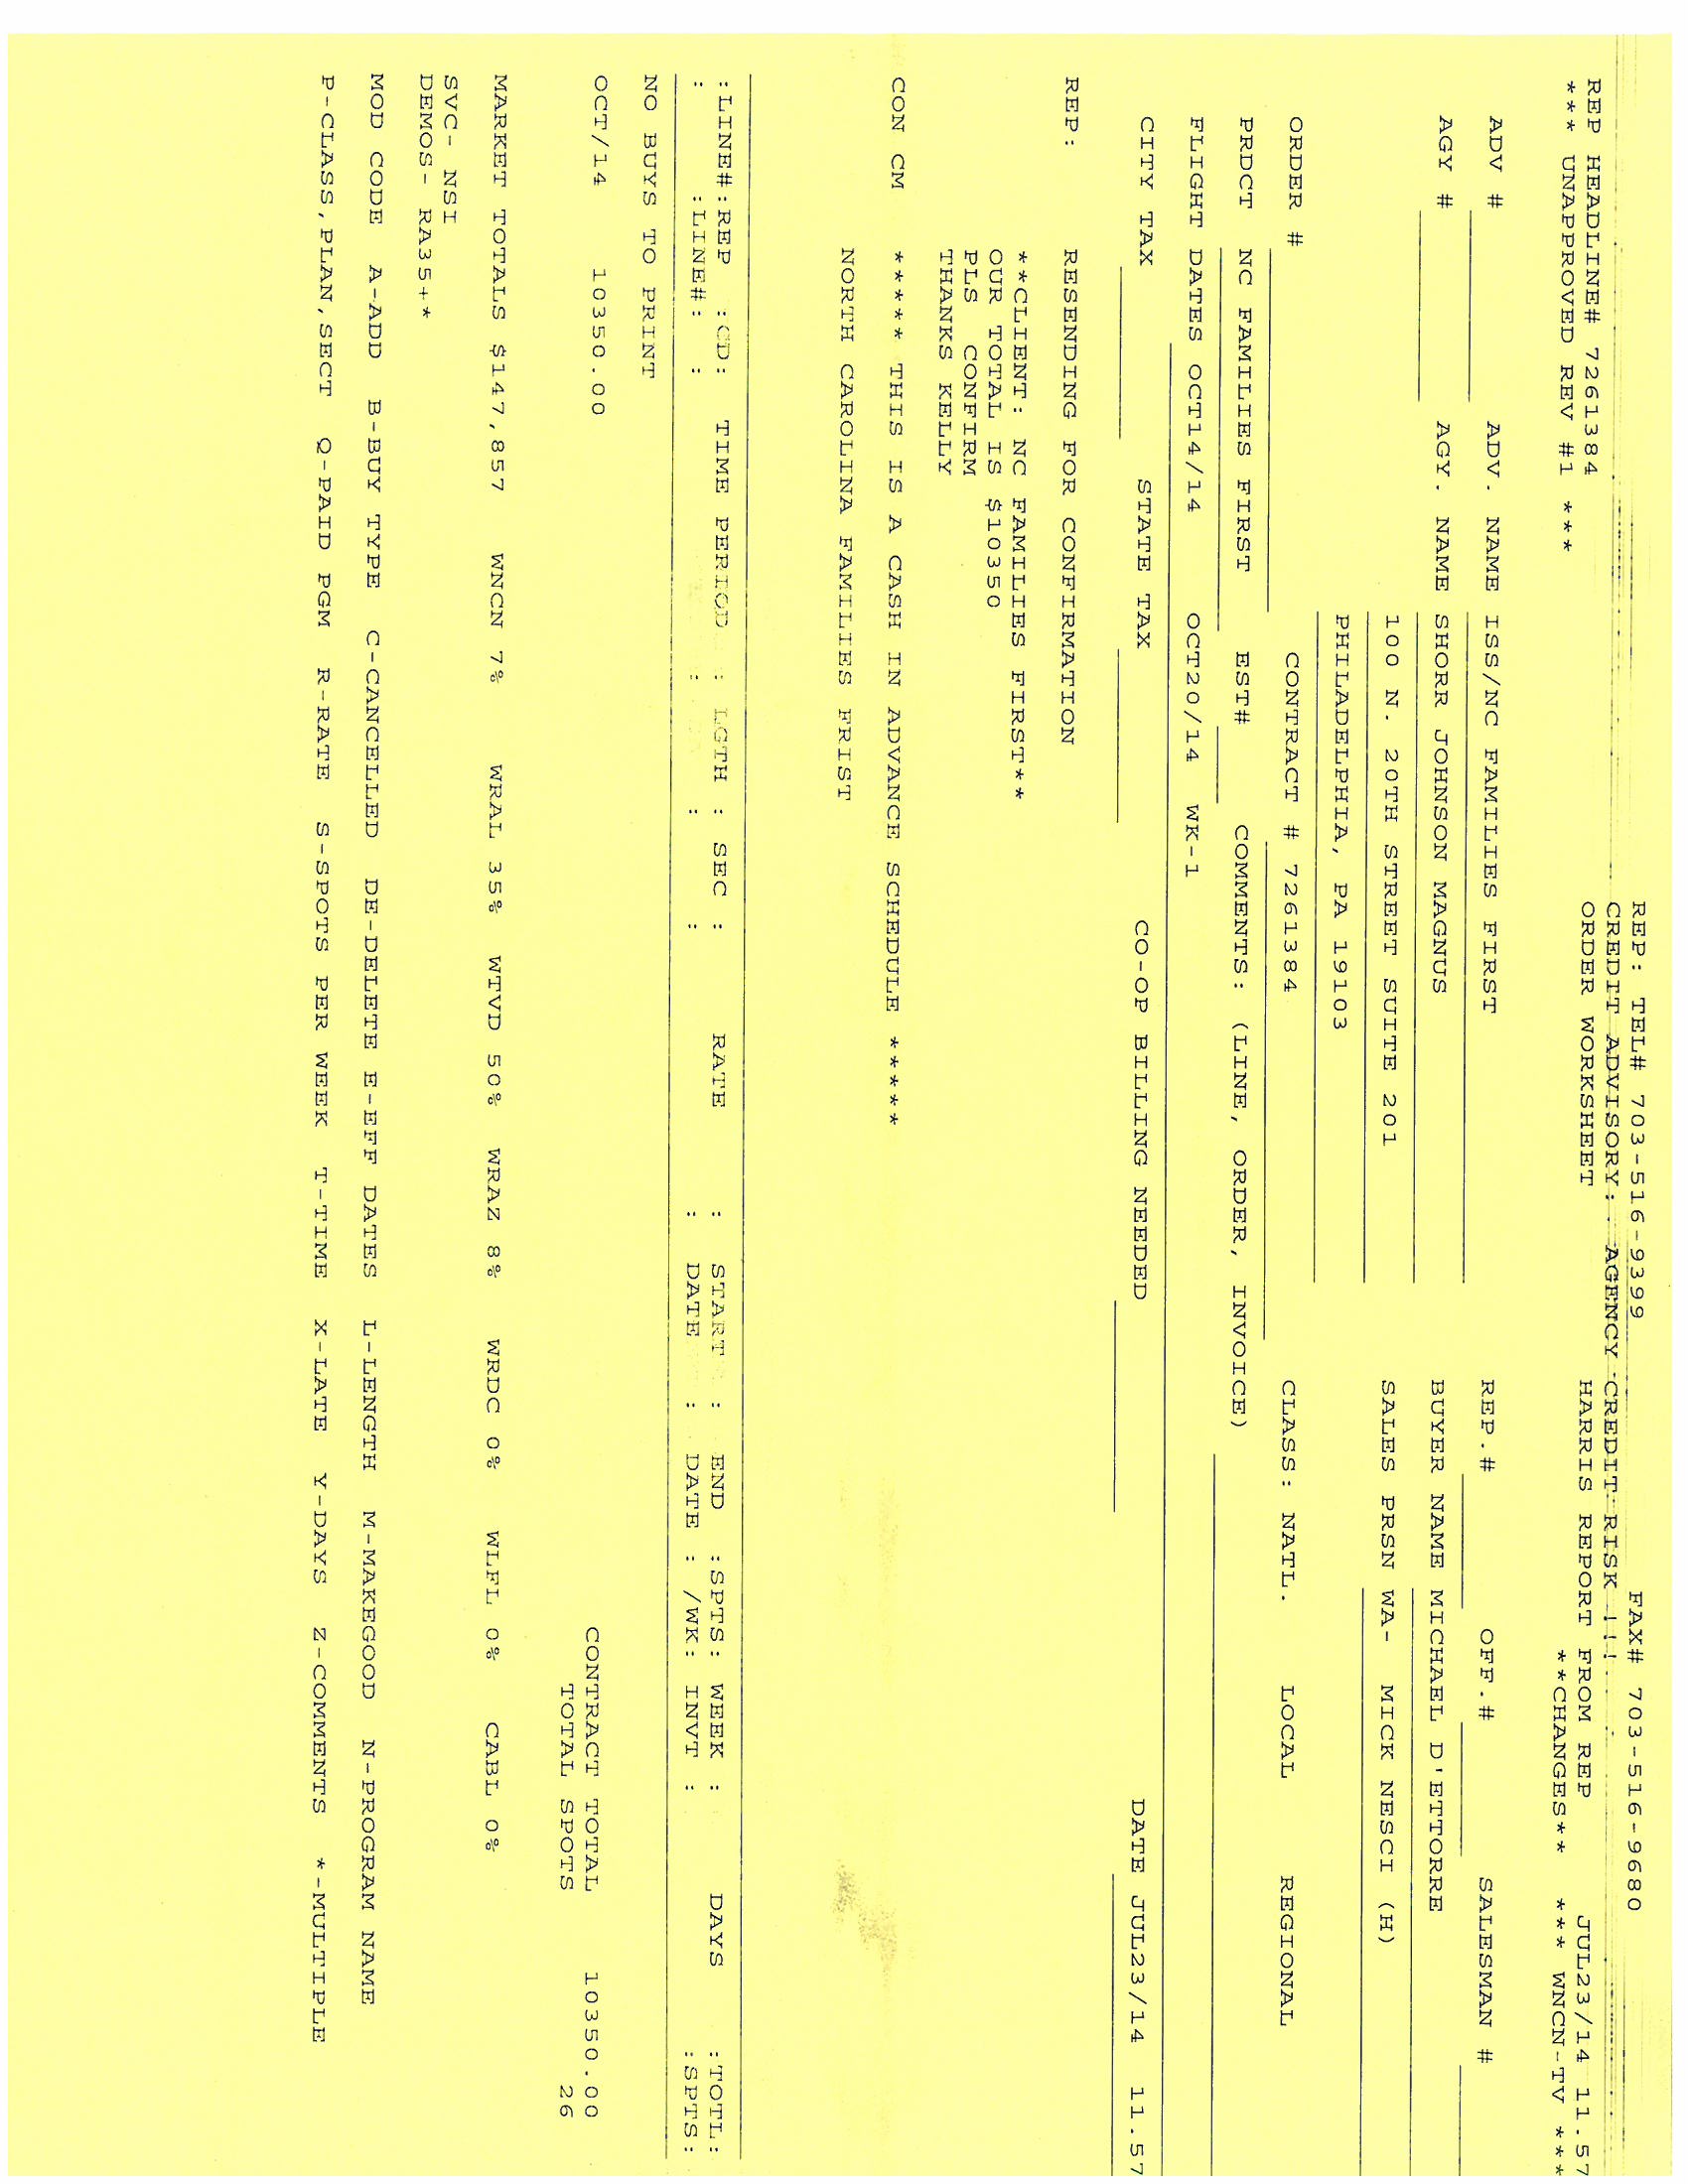 REP: TEL# 703-516-9399 FAX# 703-516-9680
CREDIT ADVISORY: AGENCY CREDIT RISK !!!
REP HEADLINE# 7261384 ORDER WORKSHEET HARRIS REPORT FROM REP JUL23/14 11.57
*** UNAPPROVED REV #1 *** **CHANGES** *** WNCN-TV ***
ADV # ADV. NAME ISS/NC FAMILIES FIRST REP.# OFF.# SALESMAN #
AGY # AGY. NAME SHORR JOHNSON MAGNUS BUYER NAME MICHAEL D'ETTORRE
100 N. 20TH STREET SUITE 201 SALES PRSN WA- MICK NESCI (H)
PHILADELPHIA, PA 19103
ORDER # CONTRACT # 7261384 CLASS: NATL. LOCAL REGIONAL
PRDCT NC FAMILIES FIRST EST# COMMENTS: (LINE, ORDER, INVOICE)
FLIGHT DATES OCT14/14 OCT20/14 WK-1
CITY TAX STATE TAX CO-OP BILLING NEEDED DATE JUL23/14 11.57
REP: RESENDING FOR CONFIRMATION
**CLIENT: NC FAMILIES FIRST**
OUR TOTAL IS $10350
PLS CONFIRM
THANKS KELLY
CON CM ***** THIS IS A CASH IN ADVANCE SCHEDULE *****
NORTH CAROLINA FAMILIES FRIST
:LINE#:REP :CD: TIME PERIOD : LGTH : SEC : RATE : START : END :SPTS: WEEK : DAYS :TOTL:
: :LINE#: : : : : : DATE : DATE : /WK: INVT : :SPTS:
NO BUYS TO PRINT
OCT/14 10350.00 CONTRACT TOTAL 10350.00
TOTAL SPOTS 26
MARKET TOTALS $147,857 WNCN 7% WRAL 35% WTVD 50% WRAZ 8% WRDC 0% WLFL 0% CABL 0%
SVC- NSI
DEMOS- RA35+*
MOD CODE A-ADD B-BUY TYPE C-CANCELLED DE-DELETE E-EFF DATES L-LENGTH M-MAKEGOOD N-PROGRAM NAME
P-CLASS,PLAN,SECT Q-PAID PGM R-RATE S-SPOTS PER WEEK T-TIME X-LATE Y-DAYS Z-COMMENTS *-MULTIPLE